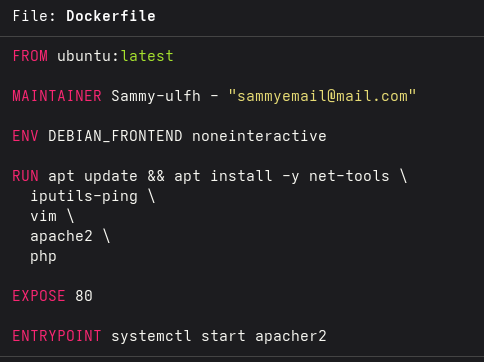 File: Dockerfile
FROM ubuntu:latest
MAINTAINER Sammy-ulfh - "sammyemail@mail.com"
ENV DEBIAN_FRONTEND noneinteractive
RUN apt update && apt install -y net-tools \
iputils-ping \
vim \
apache2 \
php
EXPOSE 80
ENTRYPOINT systemctl start apacher2